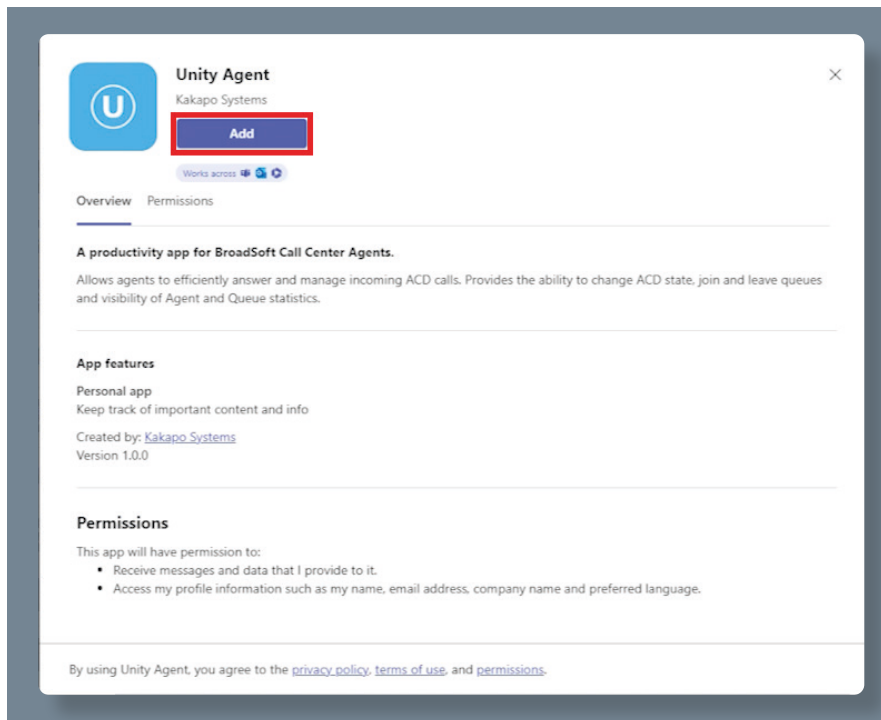 U
Unity Agent
Kakapo Systems
Add
Works across
Overview Permissions
A productivity app for BroadSoft Call Center Agents.
Allows agents to efficiently answer and manage incoming ACD calls. Provides the ability to change ACD state, join and leave queues
and visibility of Agent and Queue statistics.
App features
Personal app
Keep track of important content and info
Created by: Kakapo Systems
Version 1.0.0
Permissions
This app will have permission to:
• Receive messages and data that I provide to it.
• Access my profile information such as my name, email address, company name and preferred language.
By using Unity Agent, you agree to the privacy policy, terms of use, and permissions.